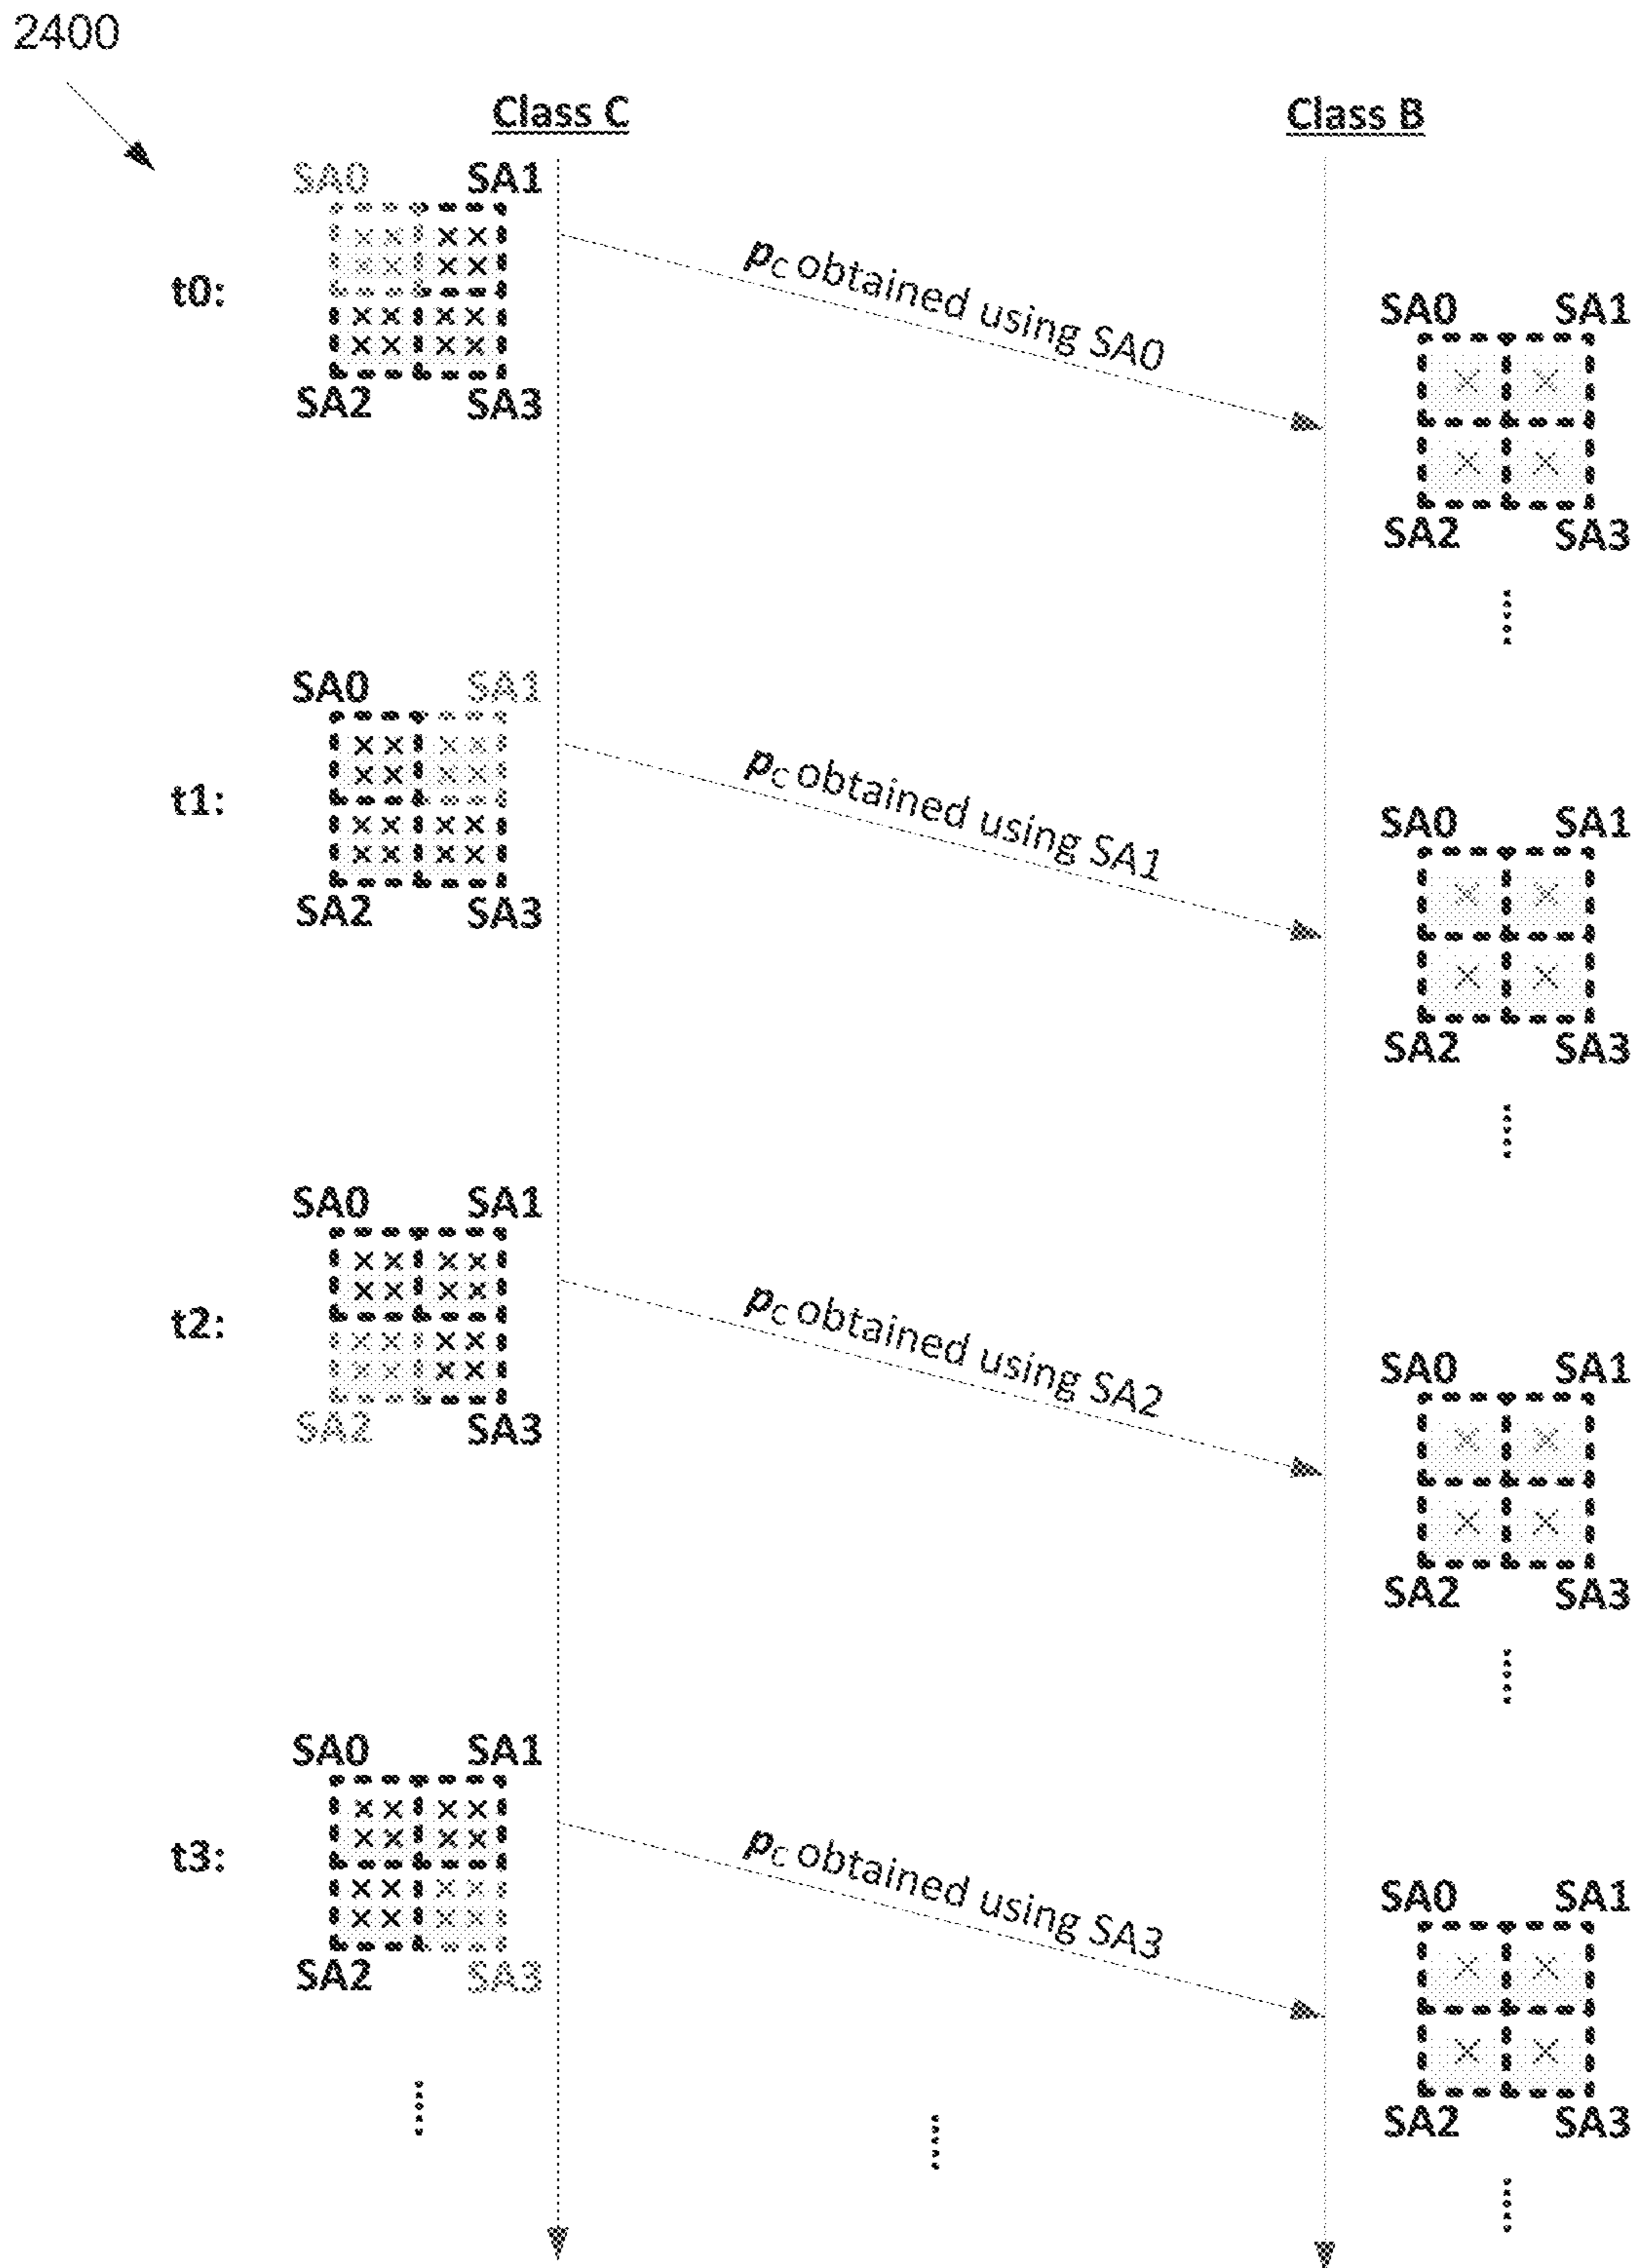 2400
Class C
Class B
SA0 SA1
t0:
SA2 SA3
pC obtained using SA0
SA0 SA1
SA2 SA3
SA0 SA1
t1:
SA2 SA3
pC obtained using SA1
SA0 SA1
SA2 SA3
SA0 SA1
t2:
SA2 SA3
pC obtained using SA2
SA0 SA1
SA2 SA3
SA0 SA1
t3:
SA2 SA3
pC obtained using SA3
SA0 SA1
SA2 SA3